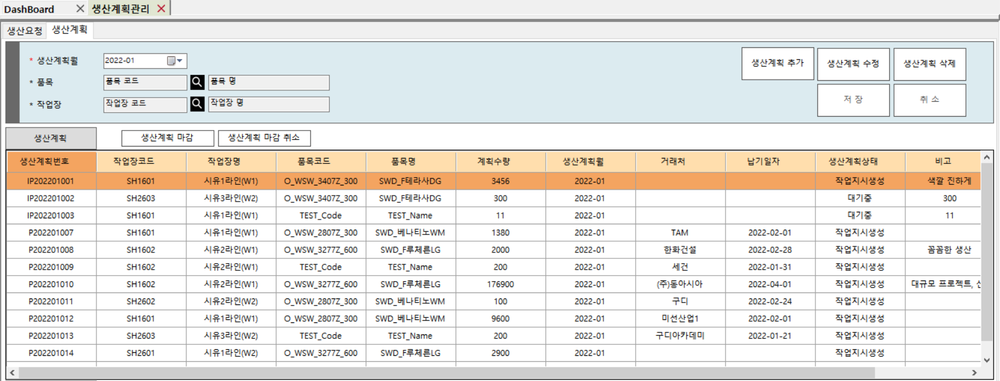 DashBoard 생산계획관리
생산요청 생산계획
* 생산계획월 2022-01 생산계획 추가 생산계획 수정 생산계획 삭제
* 품목 품목 코드 품목 명
* 작업장 작업장 코드 작업장 명 저 장 취 소
생산계획 생산계획 마감 생산계획 마감 취소
생산계획번호 작업장코드 작업장명 품목코드 품목명 계획수량 생산계획월 거래처 납기일자 생산계획상태 비고
IP202201001 SH1601 시유1라인(W1) O_WSW_3407Z_300 SWD_F테라사DG 3456 2022-01 작업지시생성 색깔 진하게
IP202201002 SH2603 시유3라인(W2) O_WSW_3407Z_300 SWD_F테라사DG 300 2022-01 대기중 300
IP202201003 SH1601 시유1라인(W1) TEST_Code TEST_Name 11 2022-01 대기중 11
P202201007 SH1601 시유1라인(W1) O_WSW_2807Z_300 SWD_베나티노WM 1380 2022-01 TAM 2022-02-01 작업지시생성
P202201008 SH1602 시유2라인(W1) O_WSW_3277Z_600 SWD_F루체른LG 2000 2022-01 한화건설 2022-02-28 작업지시생성 꼼꼼한 생산
P202201009 SH1602 시유2라인(W1) TEST_Code TEST_Name 200 2022-01 세건 2022-01-31 작업지시생성
P202201010 SH1602 시유2라인(W1) O_WSW_3277Z_600 SWD_F루체른LG 176900 2022-01 (주)동아시아 2022-04-01 작업지시생성 대규모 프로젝트,
P202201011 SH2602 시유2라인(W2) O_WSW_2807Z_300 SWD_베나티노WM 100 2022-01 구디 2022-02-24 작업지시생성
P202201012 SH1601 시유1라인(W1) O_WSW_2807Z_300 SWD_베나티노WM 9600 2022-01 미선산업1 2022-02-01 작업지시생성
P202201013 SH2603 시유3라인(W2) TEST_Code TEST_Name 200 2022-01 구디아카데미 2022-01-21 작업지시생성
P202201014 SH2601 시유1라인(W2) O_WSW_3277Z_600 SWD_F루체른LG 2900 2022-01 작업지시생성